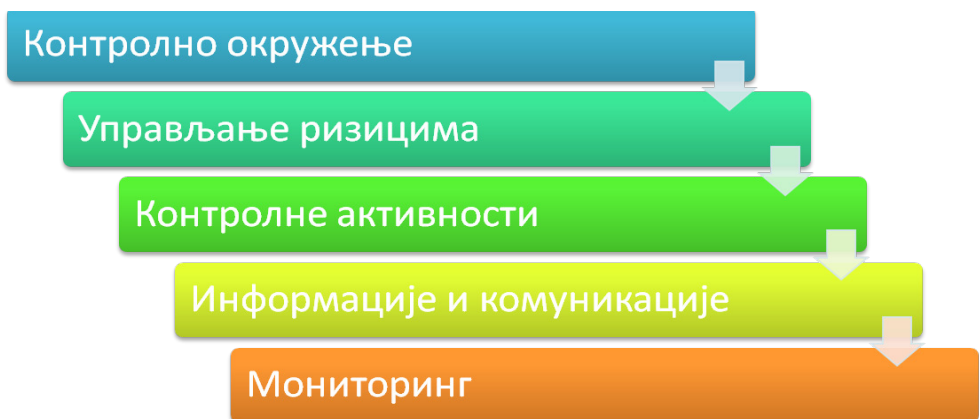 Контролно окружење
Управљање ризицима
Контролне активности
Информације и комуникације
Мониторинг